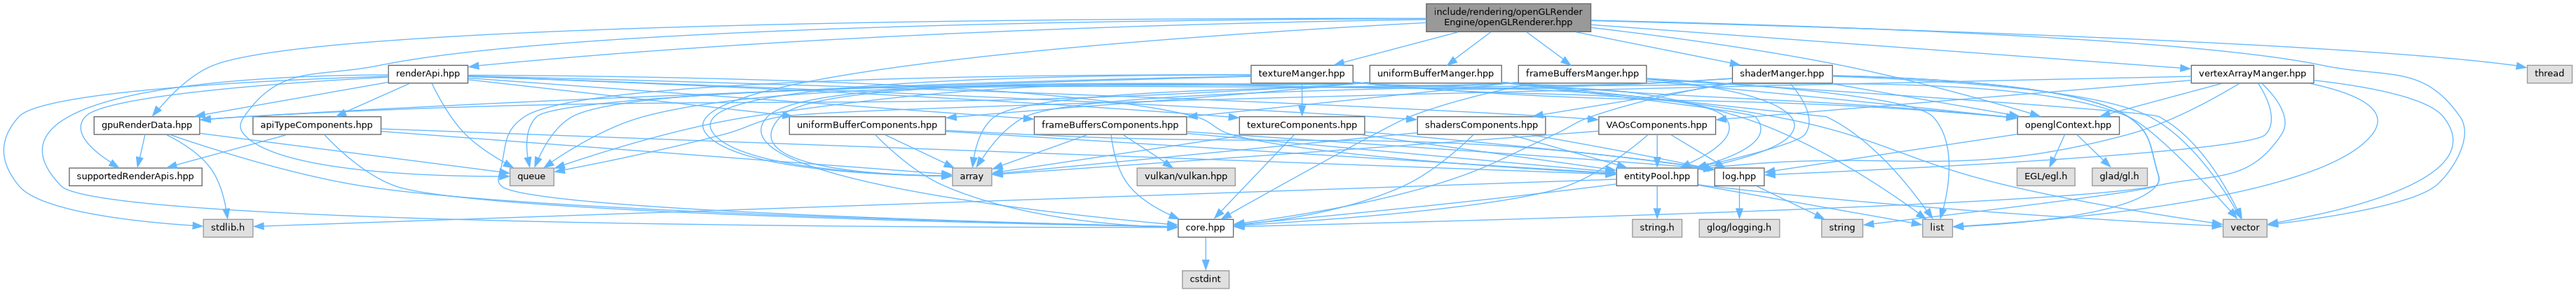 include/rendering/openGLRender
Engine/openGLRenderer.hpp
renderApi.hpp
textureManger.hpp
uniformBufferManger.hpp
frameBuffersManger.hpp
shaderManger.hpp
vertexArrayManger.hpp
thread
gpuRenderData.hpp
apiTypeComponents.hpp
uniformBufferComponents.hpp
frameBuffersComponents.hpp
textureComponents.hpp
shadersComponents.hpp
VAOsComponents.hpp
openglContext.hpp
supportedRenderApis.hpp
queue
array
vulkan/vulkan.hpp
entityPool.hpp
log.hpp
EGL/egl.h
glad/gl.h
stdlib.h
core.hpp
string.h
glog/logging.h
string
list
vector
cstdint